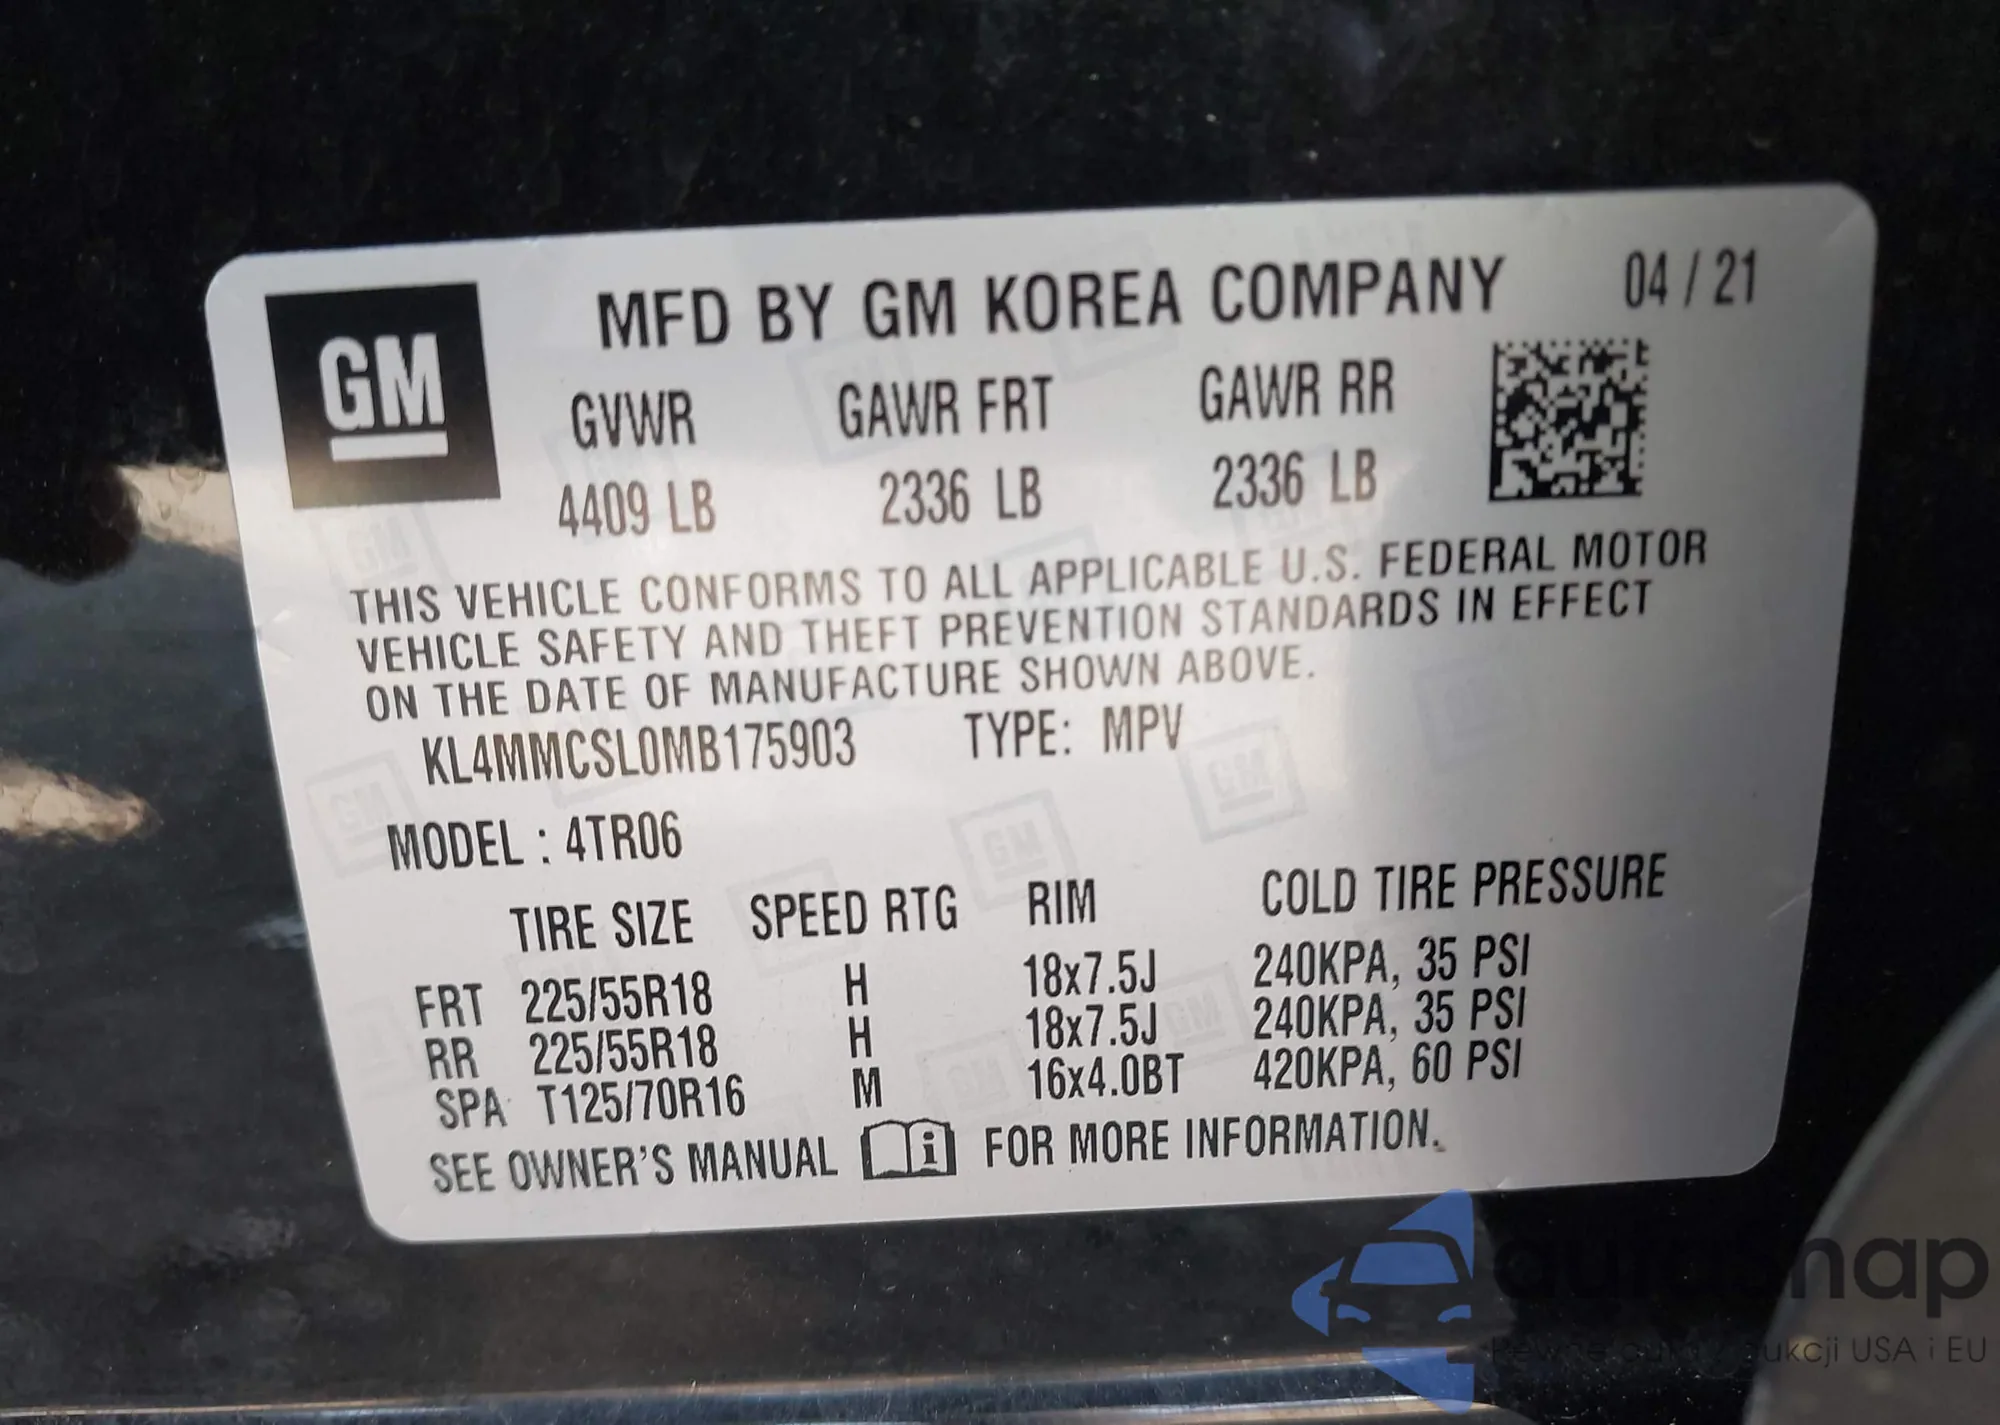 MFD BY GM KOREA COMPANY 04 / 21
GM
GVWR GAWR FRT GAWR RR
4409 LB 2336 LB 2336 LB
THIS VEHICLE CONFORMS TO ALL APPLICABLE U.S. FEDERAL MOTOR
VEHICLE SAFETY AND THEFT PREVENTION STANDARDS IN EFFECT
ON THE DATE OF MANUFACTURE SHOWN ABOVE.
KL4MMCSL0MB175903 TYPE: MPV
MODEL : 4TR06
TIRE SIZE SPEED RTG RIM COLD TIRE PRESSURE
FRT 225/55R18 H 18x7.5J 240KPA, 35 PSI
RR 225/55R18 H 18x7.5J 240KPA, 35 PSI
SPA T125/70R16 M 16x4.0BT 420KPA, 60 PSI
SEE OWNER'S MANUAL i FOR MORE INFORMATION.
USA i EU